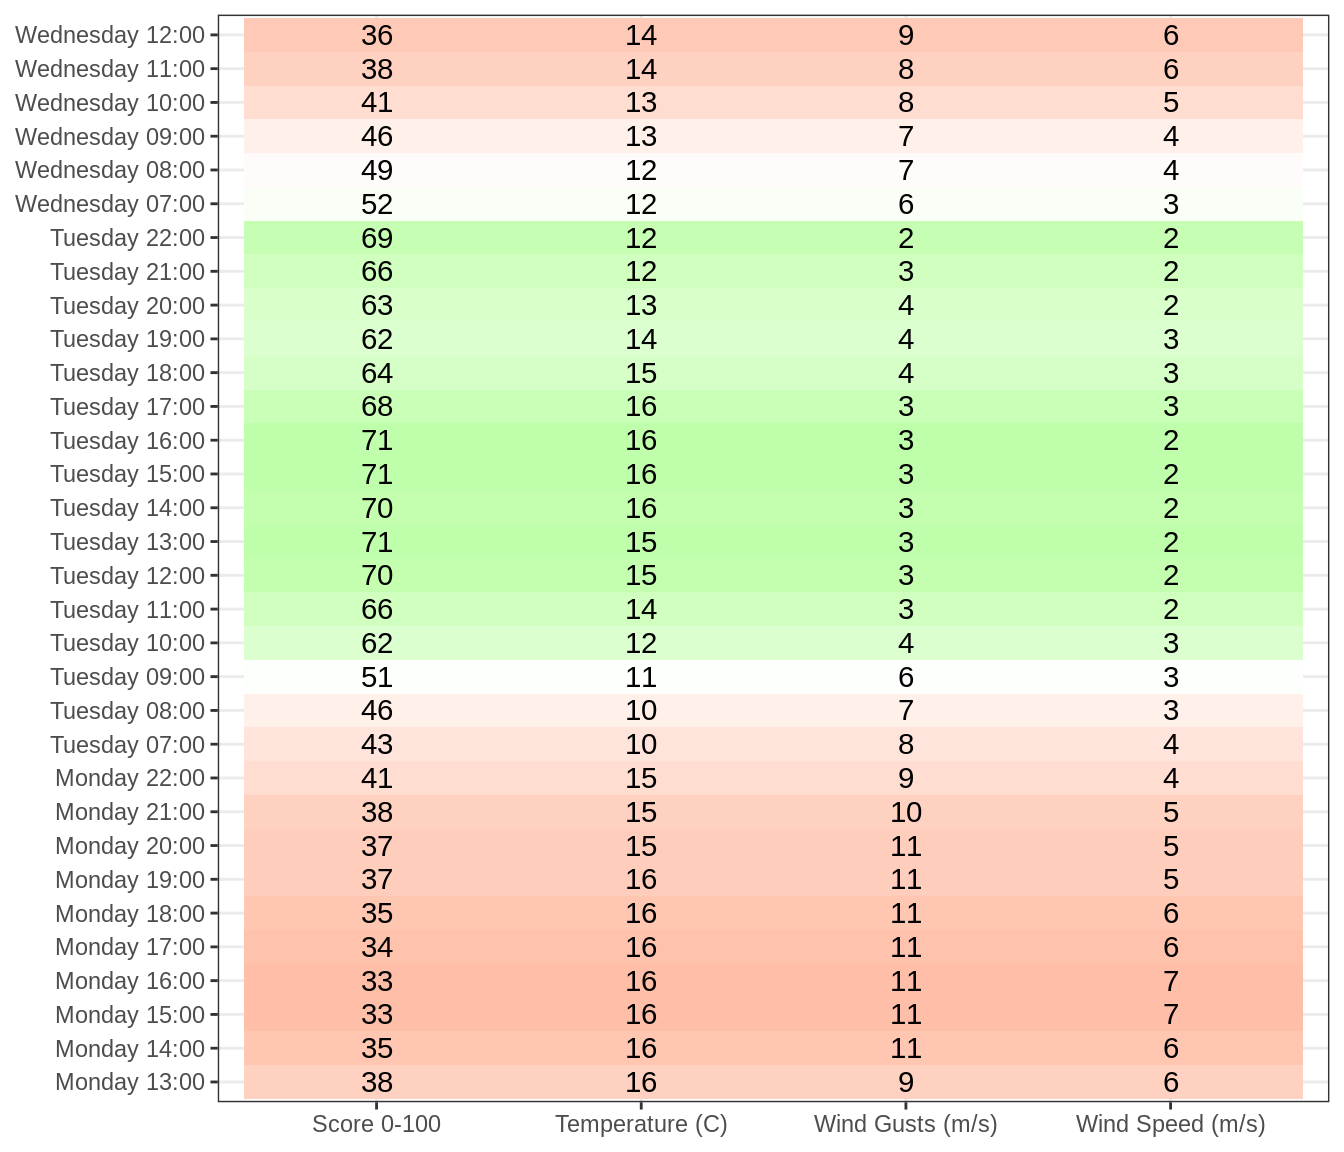 Wednesday 12:00 36 14 9 6
Wednesday 11:00 38 14 8 6
Wednesday 10:00 41 13 8 5
Wednesday 09:00 46 13 7 4
Wednesday 08:00 49 12 7 4
Wednesday 07:00 52 12 6 3
Tuesday 22:00 69 12 2 2
Tuesday 21:00 66 12 3 2
Tuesday 20:00 63 13 4 2
Tuesday 19:00 62 14 4 3
Tuesday 18:00 64 15 4 3
Tuesday 17:00 68 16 3 3
Tuesday 16:00 71 16 3 2
Tuesday 15:00 71 16 3 2
Tuesday 14:00 70 16 3 2
Tuesday 13:00 71 15 3 2
Tuesday 12:00 70 15 3 2
Tuesday 11:00 66 14 3 2
Tuesday 10:00 62 12 4 3
Tuesday 09:00 51 11 6 3
Tuesday 08:00 46 10 7 3
Tuesday 07:00 43 10 8 4
Monday 22:00 41 15 9 4
Monday 21:00 38 15 10 5
Monday 20:00 37 15 11 5
Monday 19:00 37 16 11 5
Monday 18:00 35 16 11 6
Monday 17:00 34 16 11 6
Monday 16:00 33 16 11 7
Monday 15:00 33 16 11 7
Monday 14:00 35 16 11 6
Monday 13:00 38 16 9 6
Score 0-100 Temperature (C) Wind Gusts (m/s) Wind Speed (m/s)